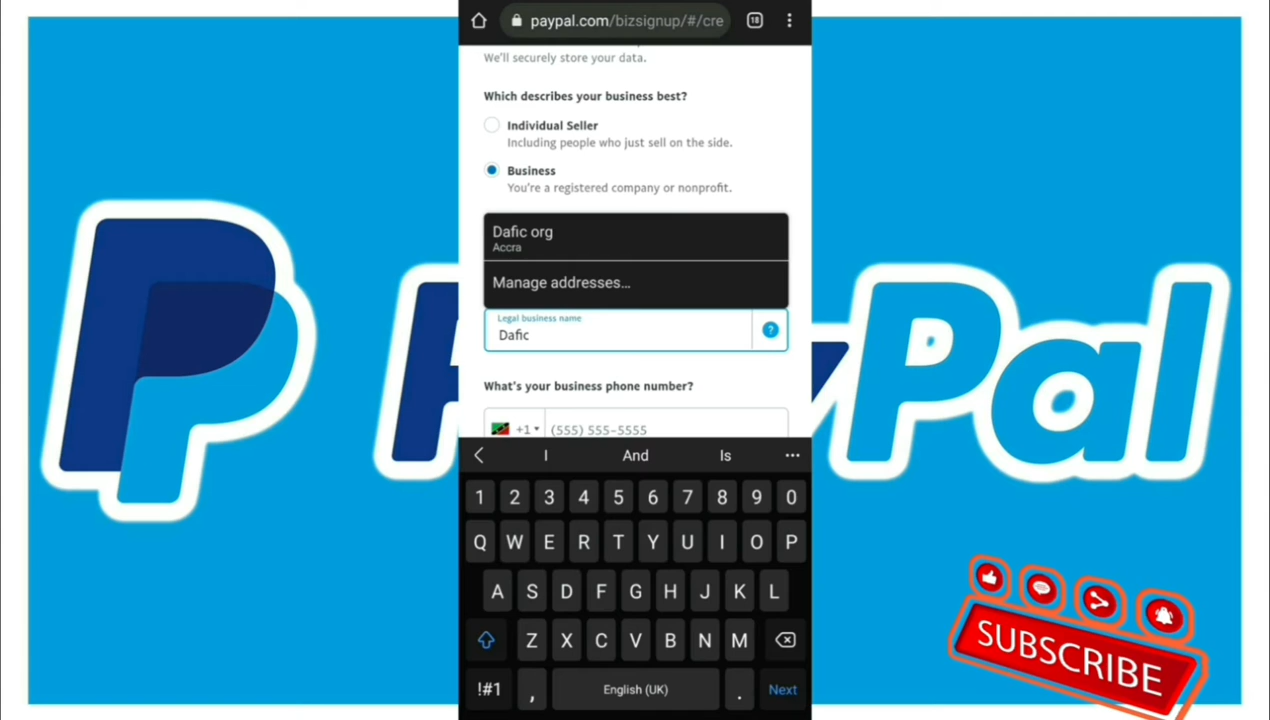 paypal.com/bizsignup/#/cre
18
We'll securely store your data.
Which describes your business best?
Individual Seller
Including people who just sell on the side.
Business
You're a registered company or nonprofit.
Dafic org
Accra
Manage addresses...
Legal business name
Dafic
?
What's your business phone number?
+1
(555) 555-5555
I And Is
1 2 3 4 5 6 7 8 9 0
Q W E R T Y U I O P
A S D F G H J K L
Z X C V B N M
!#1 , English (UK) . Next
PayPal
SUBSCRIBE